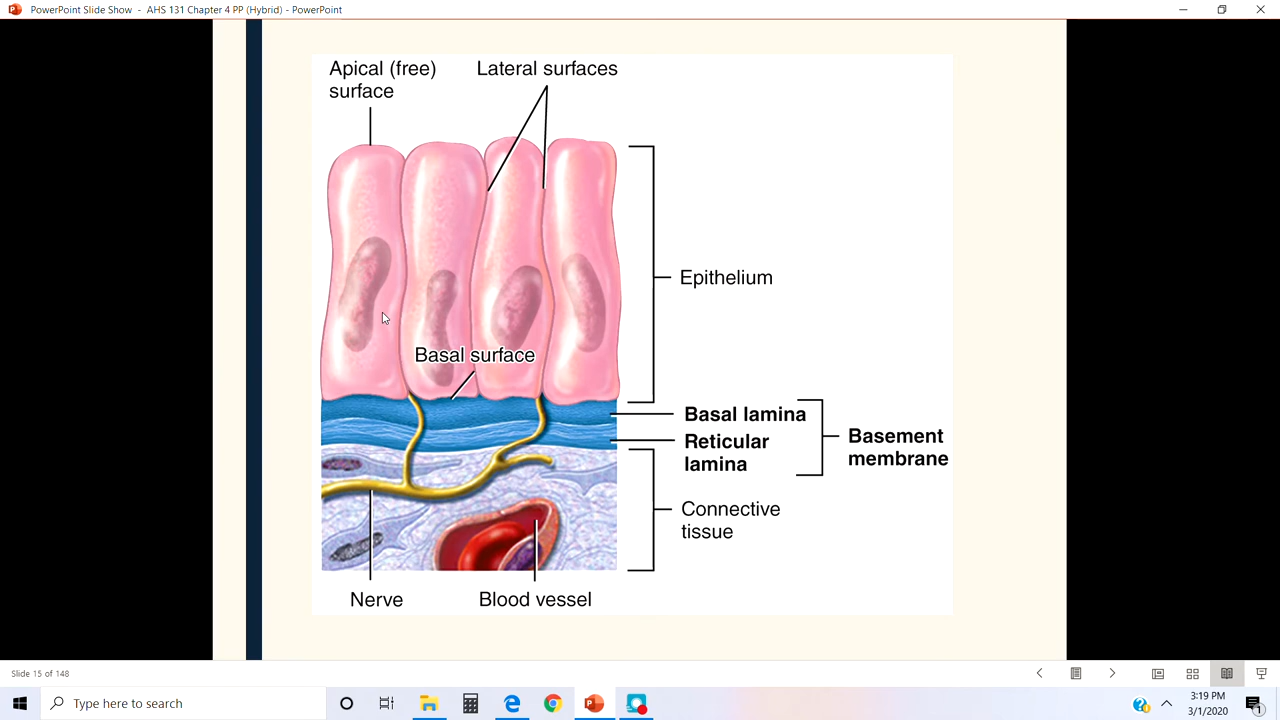 PowerPoint Slide Show - AHS 131 Chapter 4 PP (Hybrid) - PowerPoint
Apical (free)
surface
Lateral surfaces
Epithelium
Basal surface
Basal lamina
Reticular
lamina
Basement
membrane
Connective
tissue
Nerve
Blood vessel
Slide 15 of 148
Type here to search
3:19 PM
3/1/2020
1